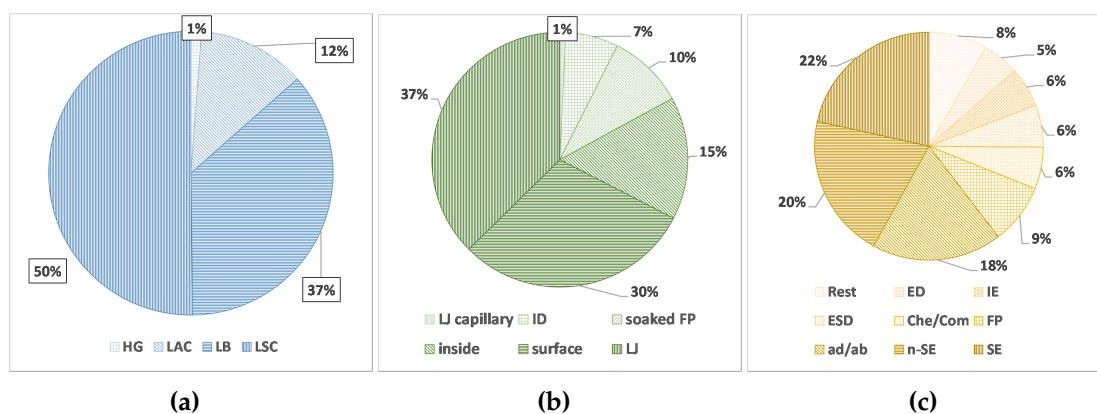 1%
12%
37%
50%
HG LAC LB LSC
(a)
1%
7%
10%
15%
30%
37%
LJ capillary ID soaked FP
inside surface LJ
(b)
8%
5%
6%
6%
6%
9%
18%
20%
22%
Rest ED IE
ESD Che/Com FP
ad/ab n-SE SE
(c)